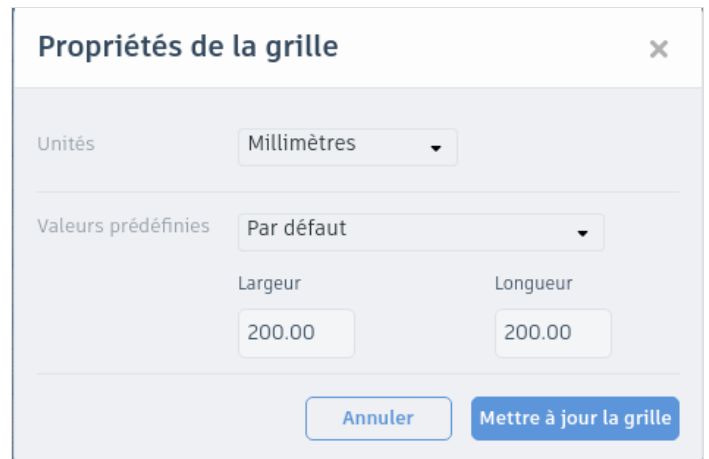 Propriétés de la grille
Unités Millimètres
Valeurs prédéfinies Par défaut
Largeur Longueur
200.00 200.00
Annuler Mettre à jour la grille